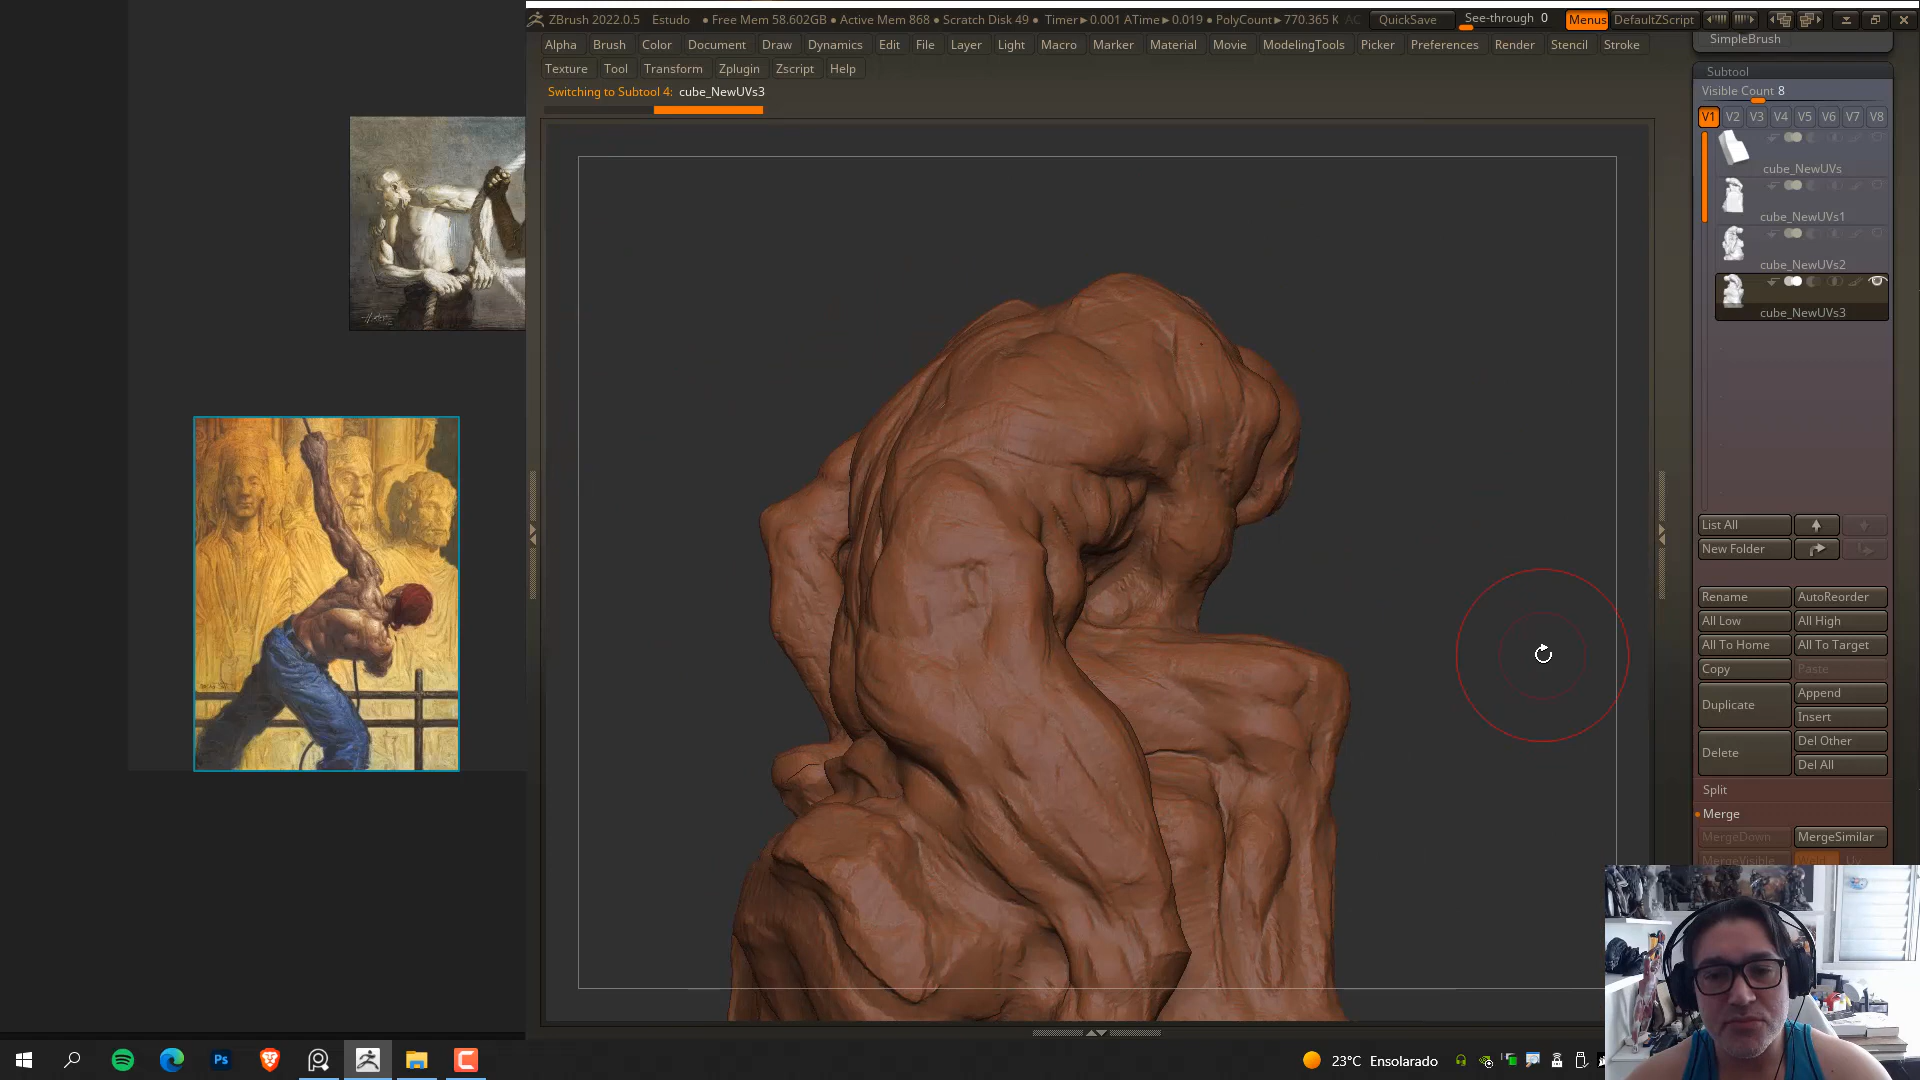 ZBrush 2022.0.5 Estudo • Free Mem 58.602GB • Active Mem 868 • Scratch Disk 49 • Timer▸0.001 ATime▸0.019 • PolyCount▸770.365 K AC QuickSave See-through 0 Menus DefaultZScript
Alpha Brush Color Document Draw Dynamics Edit File Layer Light Macro Marker Material Movie ModelingTools Picker Preferences Render Stencil Stroke
Texture Tool Transform Zplugin Zscript Help
Switching to Subtool 4: cube_NewUVs3
SimpleBrush
Subtool
Visible Count 8
V1 V2 V3 V4 V5 V6 V7 V8
cube_NewUVs
cube_NewUVs1
cube_NewUVs2
cube_NewUVs3
List All
New Folder
Rename AutoReorder
All Low All High
All To Home All To Target
Copy Paste
Duplicate Append
Insert
Delete Del Other
Del All
Split
Merge
MergeDown MergeSimilar
MergeVisible Weld Uv
Ps
23°C Ensolarado